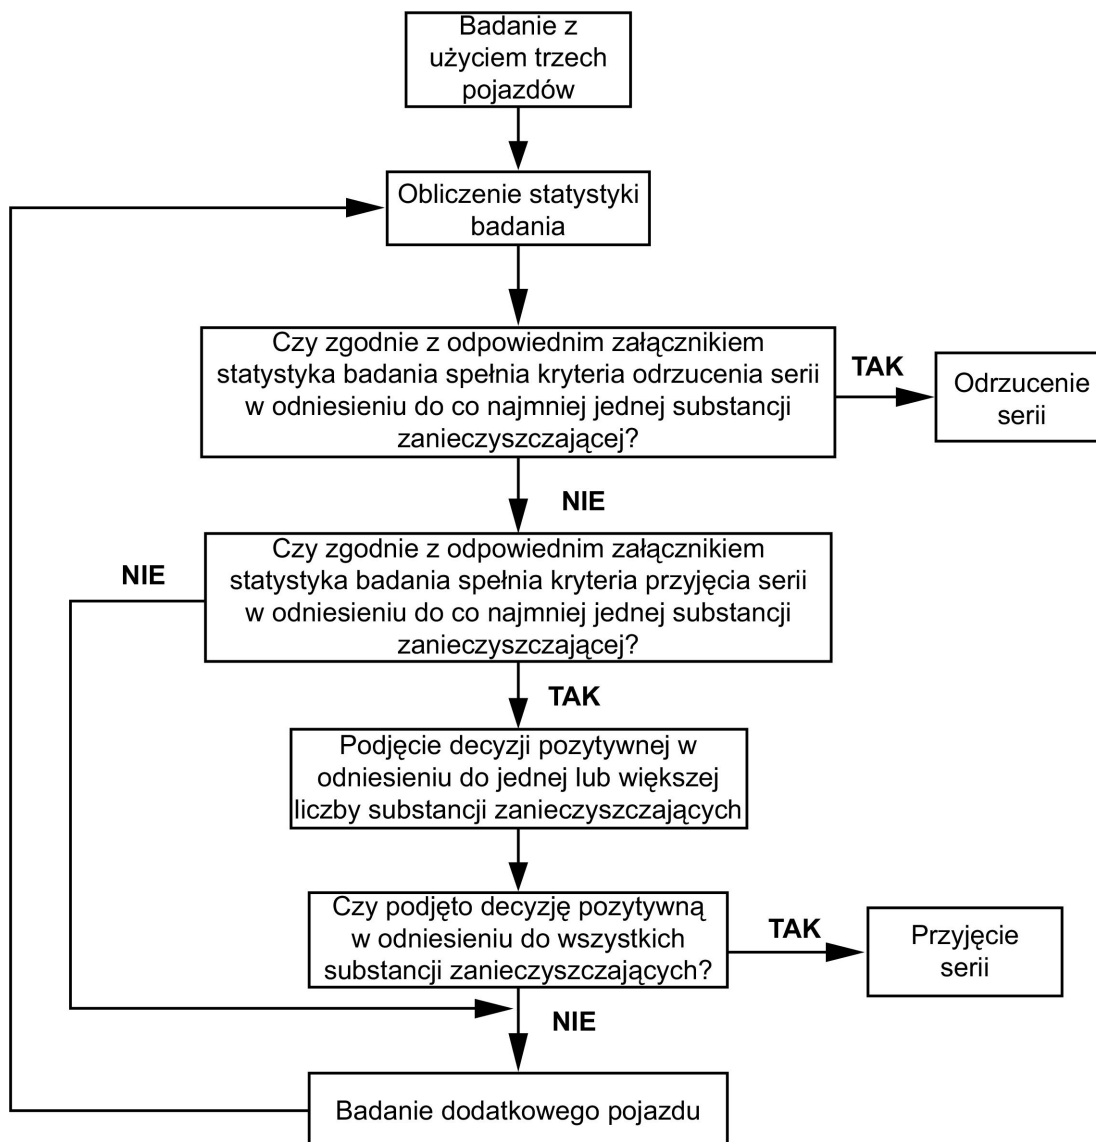 Badanie z
użyciem trzech
pojazdów
Obliczenie statystyki
badania
Czy zgodnie z odpowiednim załącznikiem
statystyka badania spełnia kryteria odrzucenia serii
w odniesieniu do co najmniej jednej substancji
zanieczyszczającej?
TAK
Odrzucenie
serii
NIE
Czy zgodnie z odpowiednim załącznikiem
statystyka badania spełnia kryteria przyjęcia serii
w odniesieniu do co najmniej jednej substancji
zanieczyszczającej?
NIE
TAK
Podjęcie decyzji pozytywnej w
odniesieniu do jednej lub większej
liczby substancji zanieczyszczających
Czy podjęto decyzję pozytywną
w odniesieniu do wszystkich
substancji zanieczyszczających?
TAK
Przyjęcie
serii
NIE
Badanie dodatkowego pojazdu